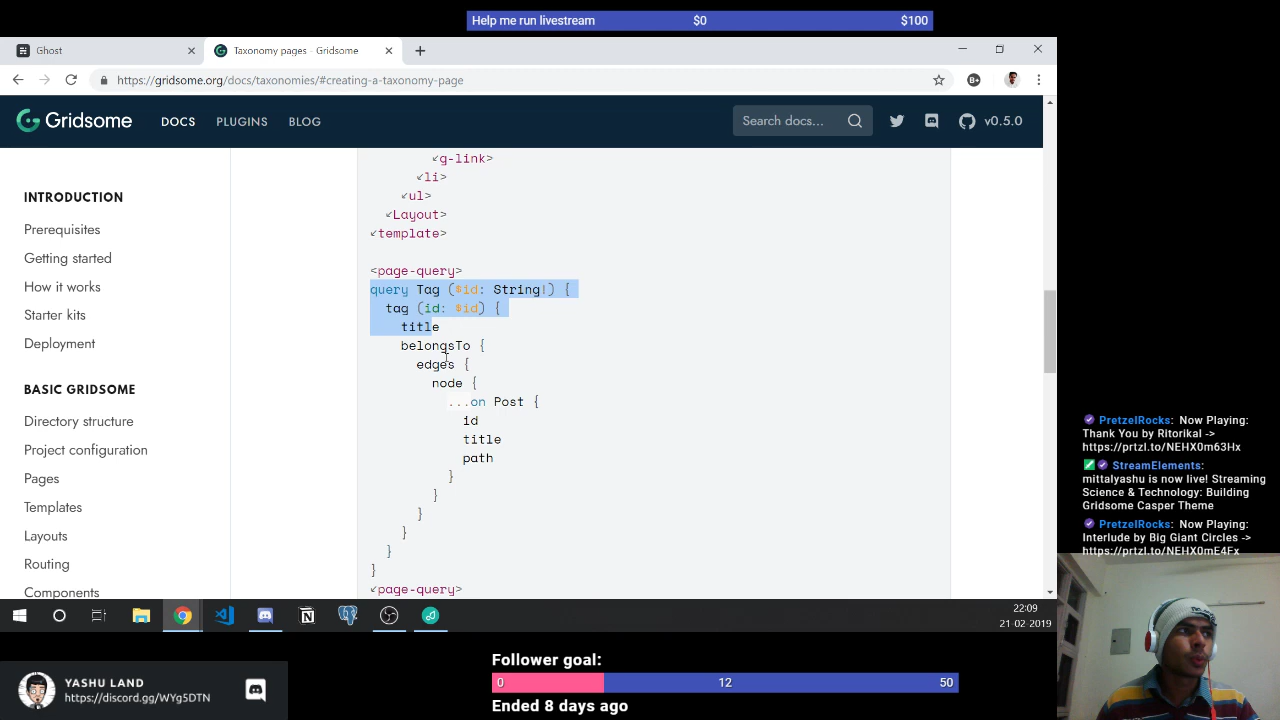 Help me run livestream $0 $100
Ghost
Taxonomy pages - Gridsome
https://gridsome.org/docs/taxonomies/#creating-a-taxonomy-page
B+
Gridsome DOCS PLUGINS BLOG Search docs... v0.5.0
INTRODUCTION
Prerequisites
Getting started
How it works
Starter kits
Deployment
BASIC GRIDSOME
Directory structure
Project configuration
Pages
Templates
Layouts
Routing
Components
</g-link>
</li>
</ul>
</Layout>
</template>
<page-query>
query Tag ($id: String!) {
tag (id: $id) {
title
belongsTo {
edges {
node {
...on Post {
id
title
path
}
}
}
}
}
}
</page-query>
PretzelRocks: Now Playing:
Thank You by Ritorikal ->
https://prtzl.to/NEHX0m63Hx
StreamElements:
mittalyashu is now live! Streaming
Science & Technology: Building
Gridsome Casper Theme
PretzelRocks: Now Playing:
Interlude by Big Giant Circles ->
https://prtzl.to/NEHX0mE4Fx
22:09
21-02-2019
YASHU LAND
https://discord.gg/WYg5DTN
Follower goal:
0 12 50
Ended 8 days ago